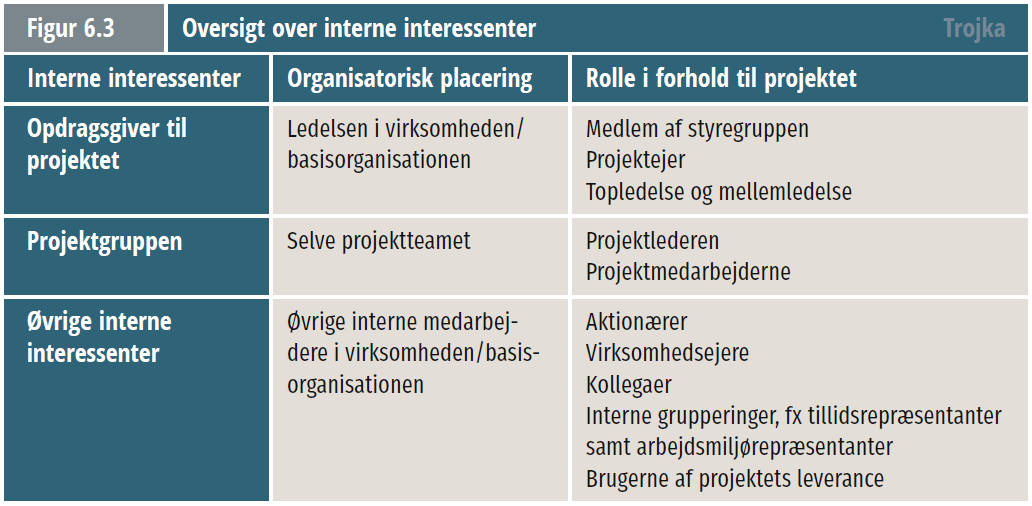 Figur 6.3
Oversigt over interne interessenter
Trojka
Interne interessenter
Organisatorisk placering
Rolle i forhold til projektet
Opdragsgiver til
projektet
Ledelsen i virksomheden/
basisorganisationen
Medlem af styregruppen
Projektejer
Topledelse og mellemledelse
Projektgruppen
Selve projektteamet
Projektlederen
Projektmedarbejderne
Øvrige interne
interessenter
Øvrige interne medarbej-
dere i virksomheden/basis-
organisationen
Aktionærer
Virksomhedsejere
Kollegaer
Interne grupperinger, fx tillidsrepræsentanter
samt arbejdsmiljørepræsentanter
Brugerne af projektets leverance